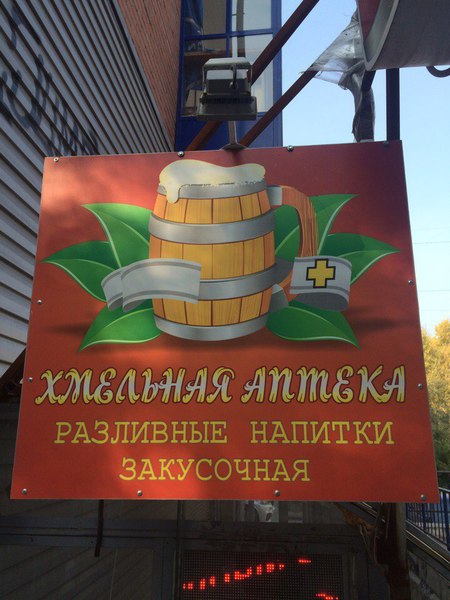 ХМЕЛЬНАЯ АПТЕКА
РАЗЛИВНЫЕ НАПИТКИ
ЗАКУСОЧНАЯ